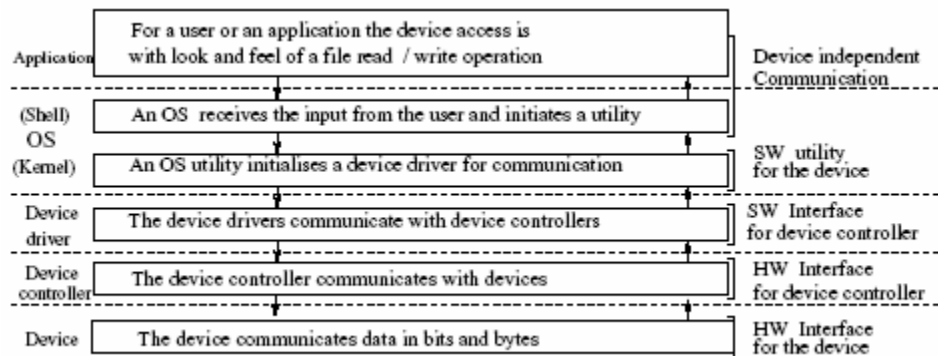 For a user or an application the device access is
with look and feel of a file read / write operation
Application
Device independent
Communication
(Shell)
OS
(Kernel)
An OS receives the input from the user and initiates a utility
An OS utility initialises a device driver for communication
SW utility
for the device
Device
driver
The device drivers communicate with device controllers
SW Interface
for device controller
Device
controller
The device controller communicates with devices
HW Interface
for device controller
Device
The device communicates data in bits and bytes
HW Interface
for the device